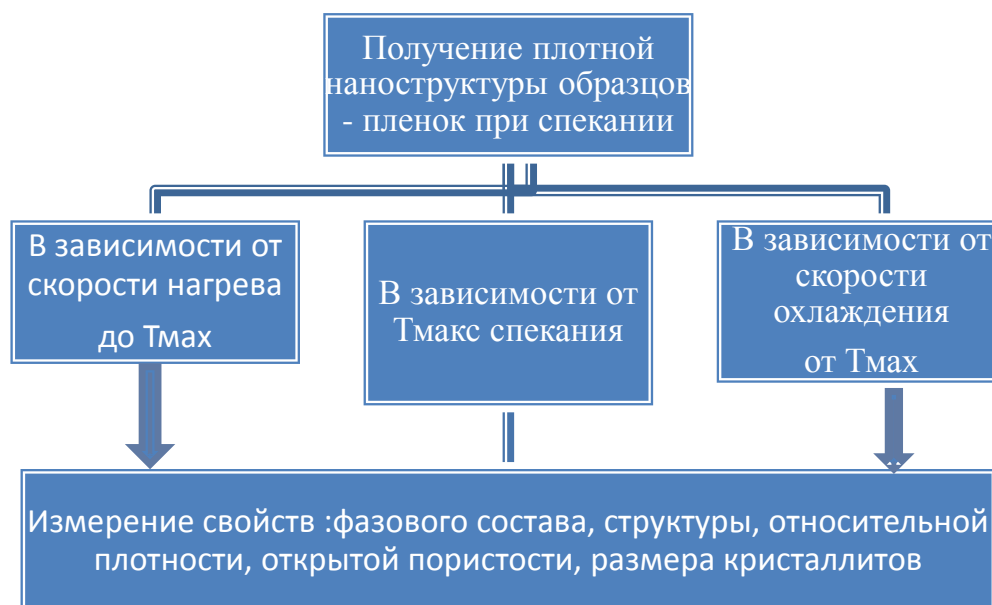 Получение плотной
наноструктуры образцов
- пленок при спекании
В зависимости от
скорости нагрева
до Тмах
В зависимости от
Тмакс спекания
В зависимости от
скорости
охлаждения
от Тмах
Измерение свойств :фазового состава, структуры, относительной
плотности, открытой пористости, размера кристаллитов